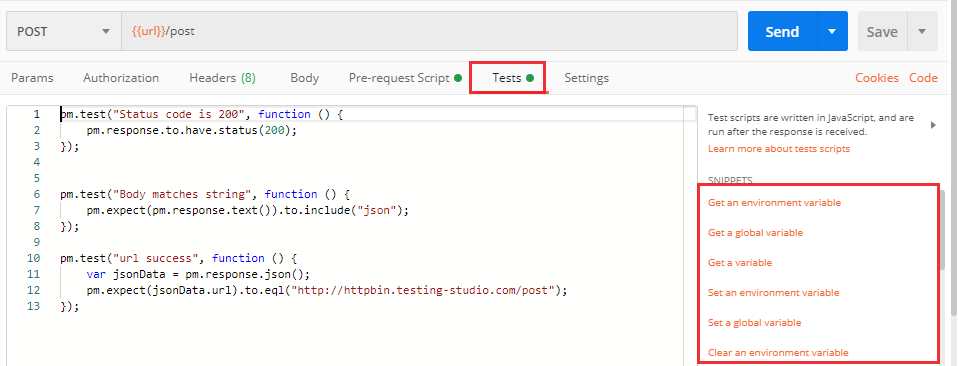 POST {{url}}/post Send Save
Params Authorization Headers (8) Body Pre-request Script Tests Settings Cookies Code
1 pm.test("Status code is 200", function () {
2     pm.response.to.have.status(200);
3 });
4
5
6 pm.test("Body matches string", function () {
7     pm.expect(pm.response.text()).to.include("json");
8 });
9
10 pm.test("url success", function () {
11     var jsonData = pm.response.json();
12     pm.expect(jsonData.url).to.eql("http://httpbin.testing-studio.com/post");
13 });
Test scripts are written in JavaScript, and are
run after the response is received.
Learn more about tests scripts
SNIPPETS
Get an environment variable
Get a global variable
Get a variable
Set an environment variable
Set a global variable
Clear an environment variable